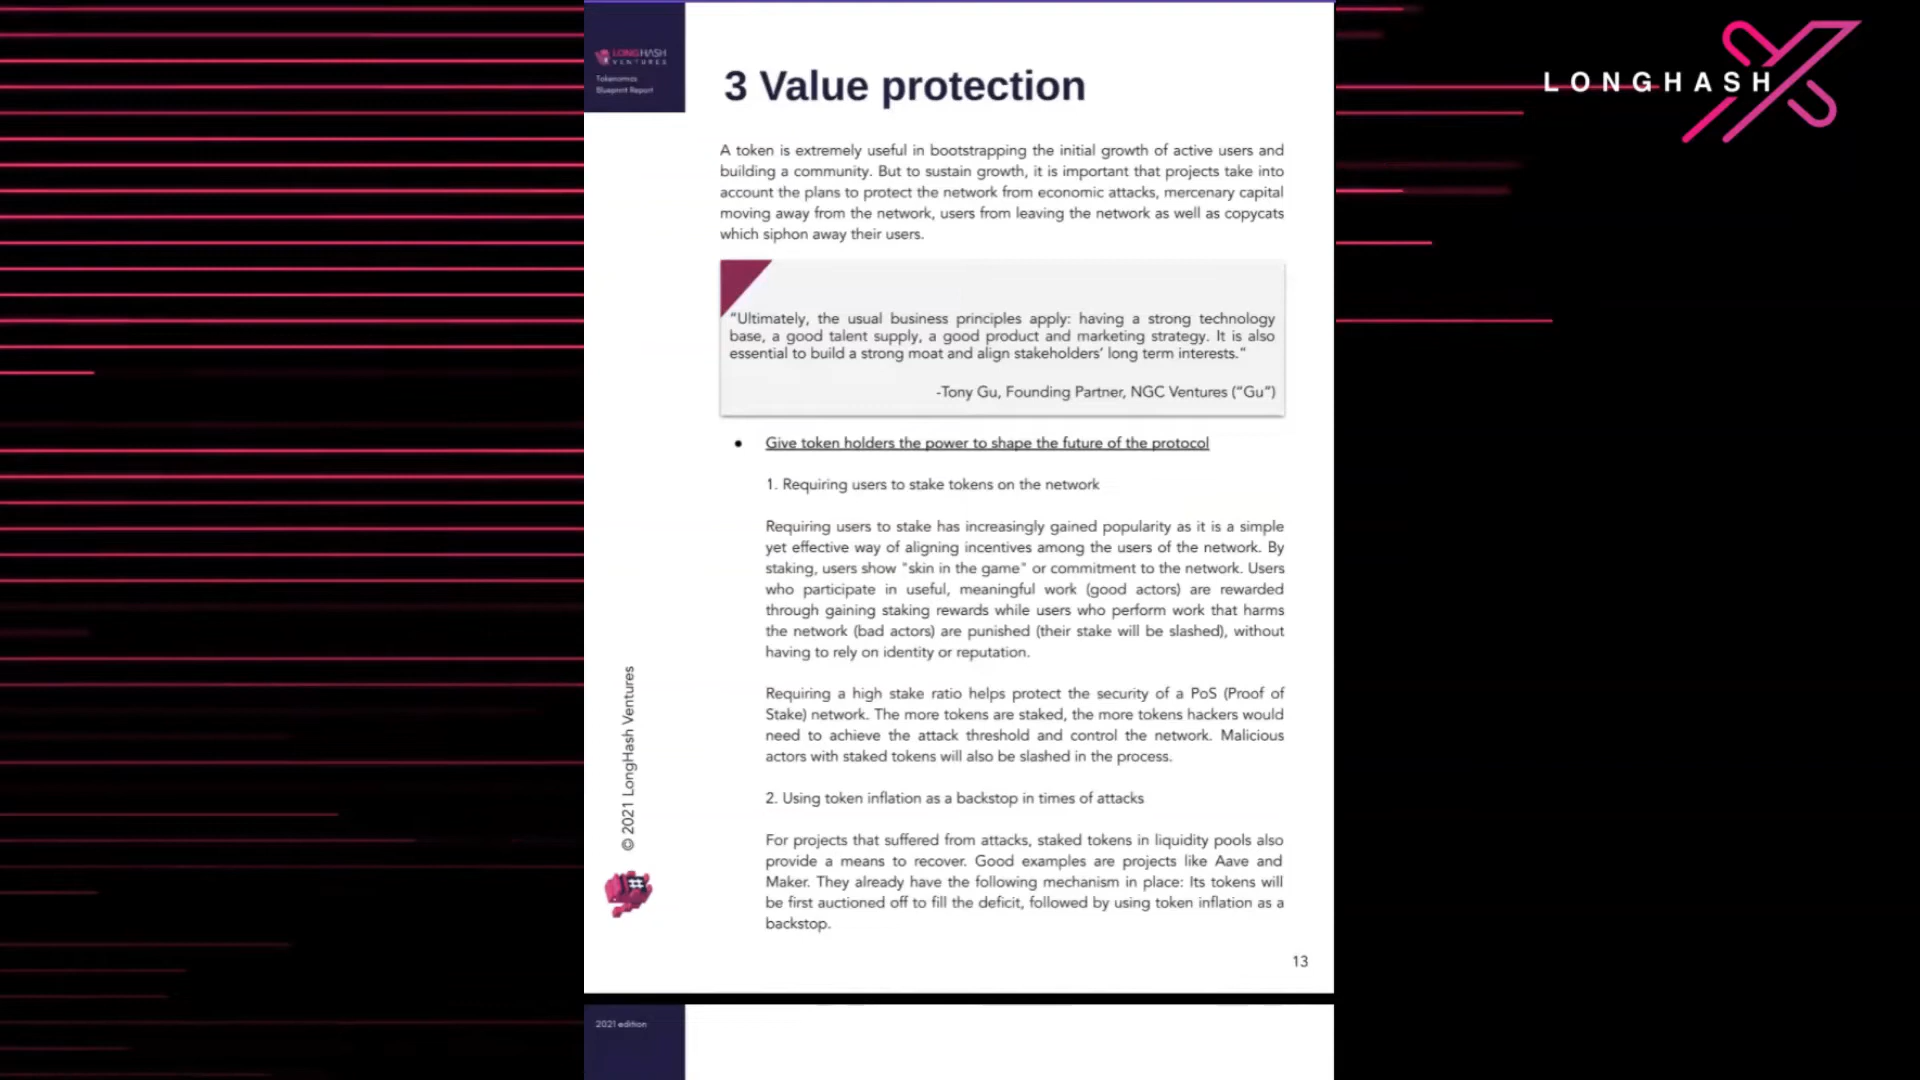 LONGHASH
VENTURES
Tokenomics
Blueprint Report
3 Value protection
LONGHASH
A token is extremely useful in bootstrapping the initial growth of active users and
building a community. But to sustain growth, it is important that projects take into
account the plans to protect the network from economic attacks, mercenary capital
moving away from the network, users from leaving the network as well as copycats
which siphon away their users.
“Ultimately, the usual business principles apply: having a strong technology
base, a good talent supply, a good product and marketing strategy. It is also
essential to build a strong moat and align stakeholders’ long term interests.”
-Tony Gu, Founding Partner, NGC Ventures (“Gu”)
● Give token holders the power to shape the future of the protocol
1. Requiring users to stake tokens on the network
Requiring users to stake has increasingly gained popularity as it is a simple
yet effective way of aligning incentives among the users of the network. By
staking, users show "skin in the game" or commitment to the network. Users
who participate in useful, meaningful work (good actors) are rewarded
through gaining staking rewards while users who perform work that harms
the network (bad actors) are punished (their stake will be slashed), without
having to rely on identity or reputation.
Requiring a high stake ratio helps protect the security of a PoS (Proof of
Stake) network. The more tokens are staked, the more tokens hackers would
need to achieve the attack threshold and control the network. Malicious
actors with staked tokens will also be slashed in the process.
2. Using token inflation as a backstop in times of attacks
For projects that suffered from attacks, staked tokens in liquidity pools also
provide a means to recover. Good examples are projects like Aave and
Maker. They already have the following mechanism in place: Its tokens will
be first auctioned off to fill the deficit, followed by using token inflation as a
backstop.
© 2021 LongHash Ventures
13
2021 edition